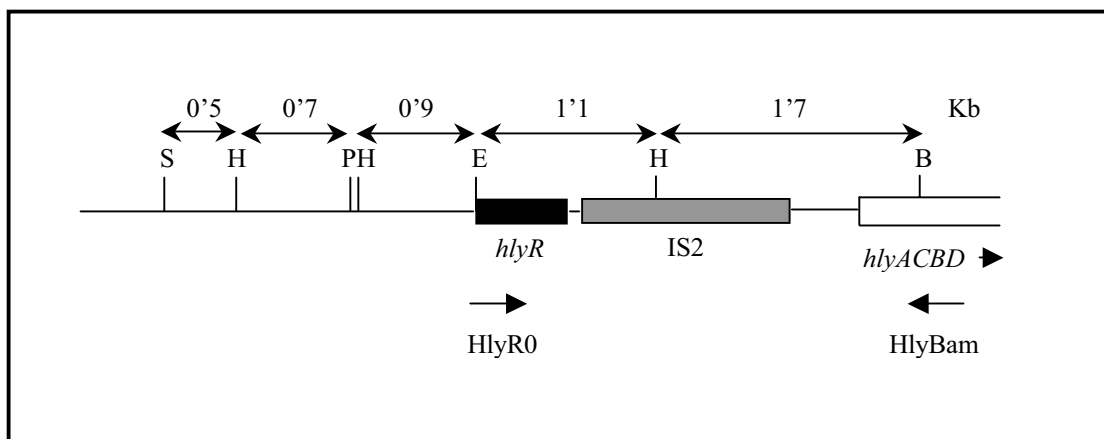 0’5 0’7 0’9 1’1 1’7 Kb
S H PH E H B
hlyR IS2 hlyACBD
HlyR0 HlyBam